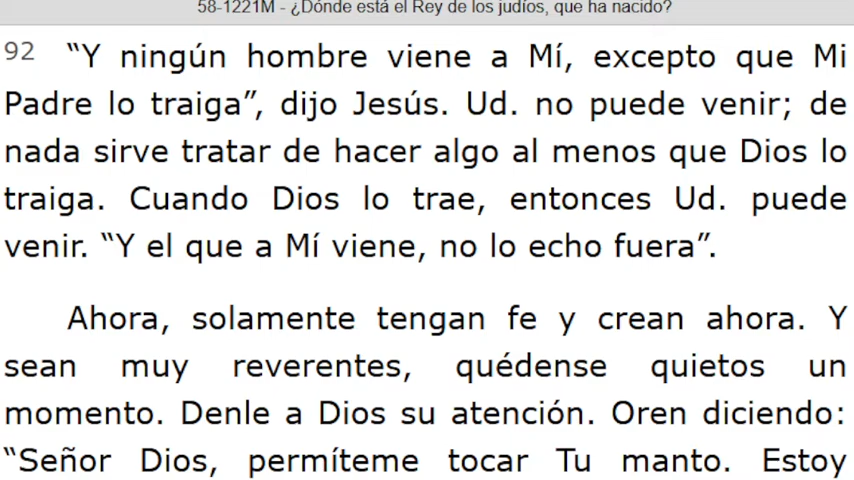 58-1221M - ¿Dónde está el Rey de los judíos, que ha nacido?
92 “Y ningún hombre viene a Mí, excepto que Mi
Padre lo traiga”, dijo Jesús. Ud. no puede venir; de
nada sirve tratar de hacer algo al menos que Dios lo
traiga. Cuando Dios lo trae, entonces Ud. puede
venir. “Y el que a Mí viene, no lo echo fuera”.
Ahora, solamente tengan fe y crean ahora. Y
sean muy reverentes, quédense quietos un
momento. Denle a Dios su atención. Oren diciendo:
“Señor Dios, permíteme tocar Tu manto. Estoy